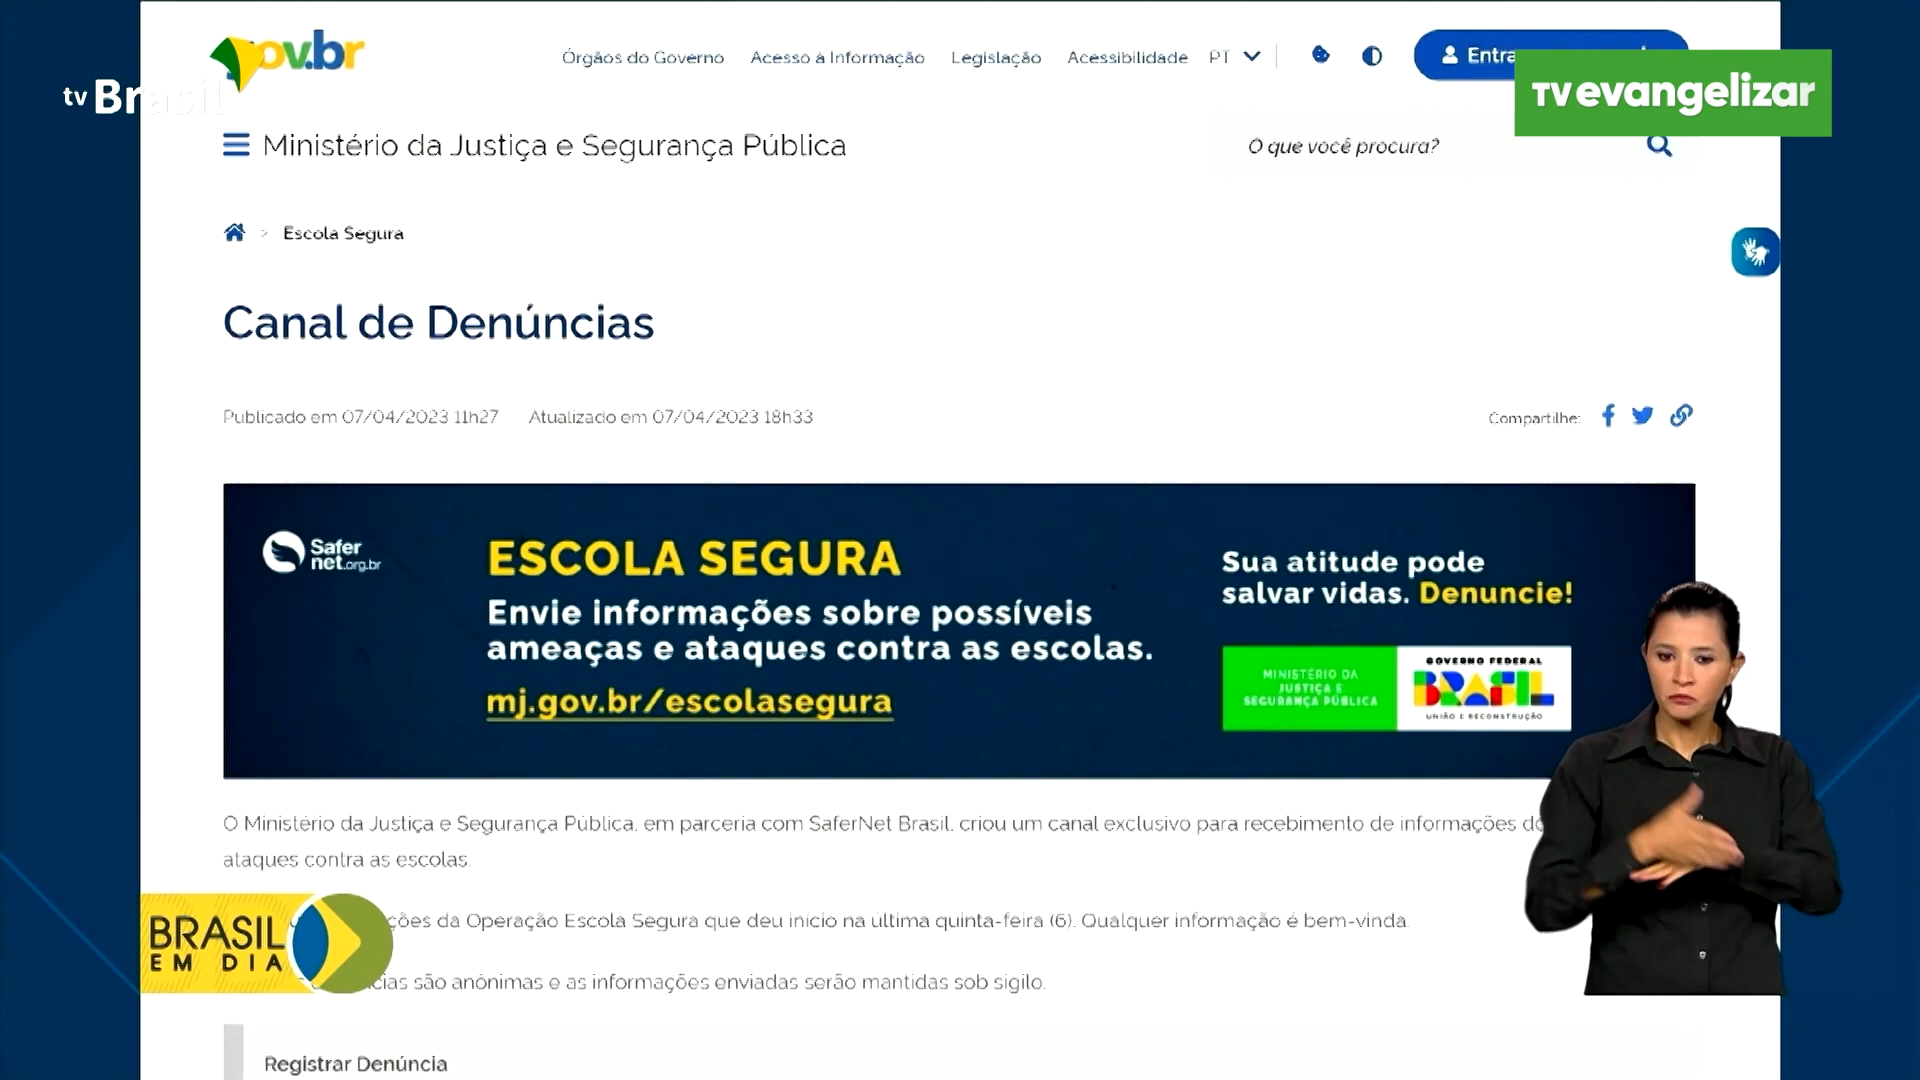 gov.br
Órgãos do Governo Acesso à Informação Legislação Acessibilidade PT
Entra
tv Brasil
TV evangelizar
Ministério da Justiça e Segurança Pública
O que você procura?
> Escola Segura
Canal de Denúncias
Publicado em 07/04/2023 11h27 Atualizado em 07/04/2023 18h33
Compartilhe:
Safer
net.org.br
ESCOLA SEGURA
Envie informações sobre possíveis
ameaças e ataques contra as escolas.
mj.gov.br/escolasegura
Sua atitude pode
salvar vidas. Denuncie!
MINISTÉRIO DA
JUSTIÇA E
SEGURANÇA PÚBLICA
GOVERNO FEDERAL
BRASIL
UNIÃO E RECONSTRUÇÃO
O Ministério da Justiça e Segurança Pública, em parceria com SaferNet Brasil, criou um canal exclusivo para recebimento de informações
ataques contra as escolas.
ções da Operação Escola Segura que deu início na última quinta-feira (6). Qualquer informação é bem-vinda.
cias são anônimas e as informações enviadas serão mantidas sob sigilo.
BRASIL
EM DIA
Registrar Denúncia